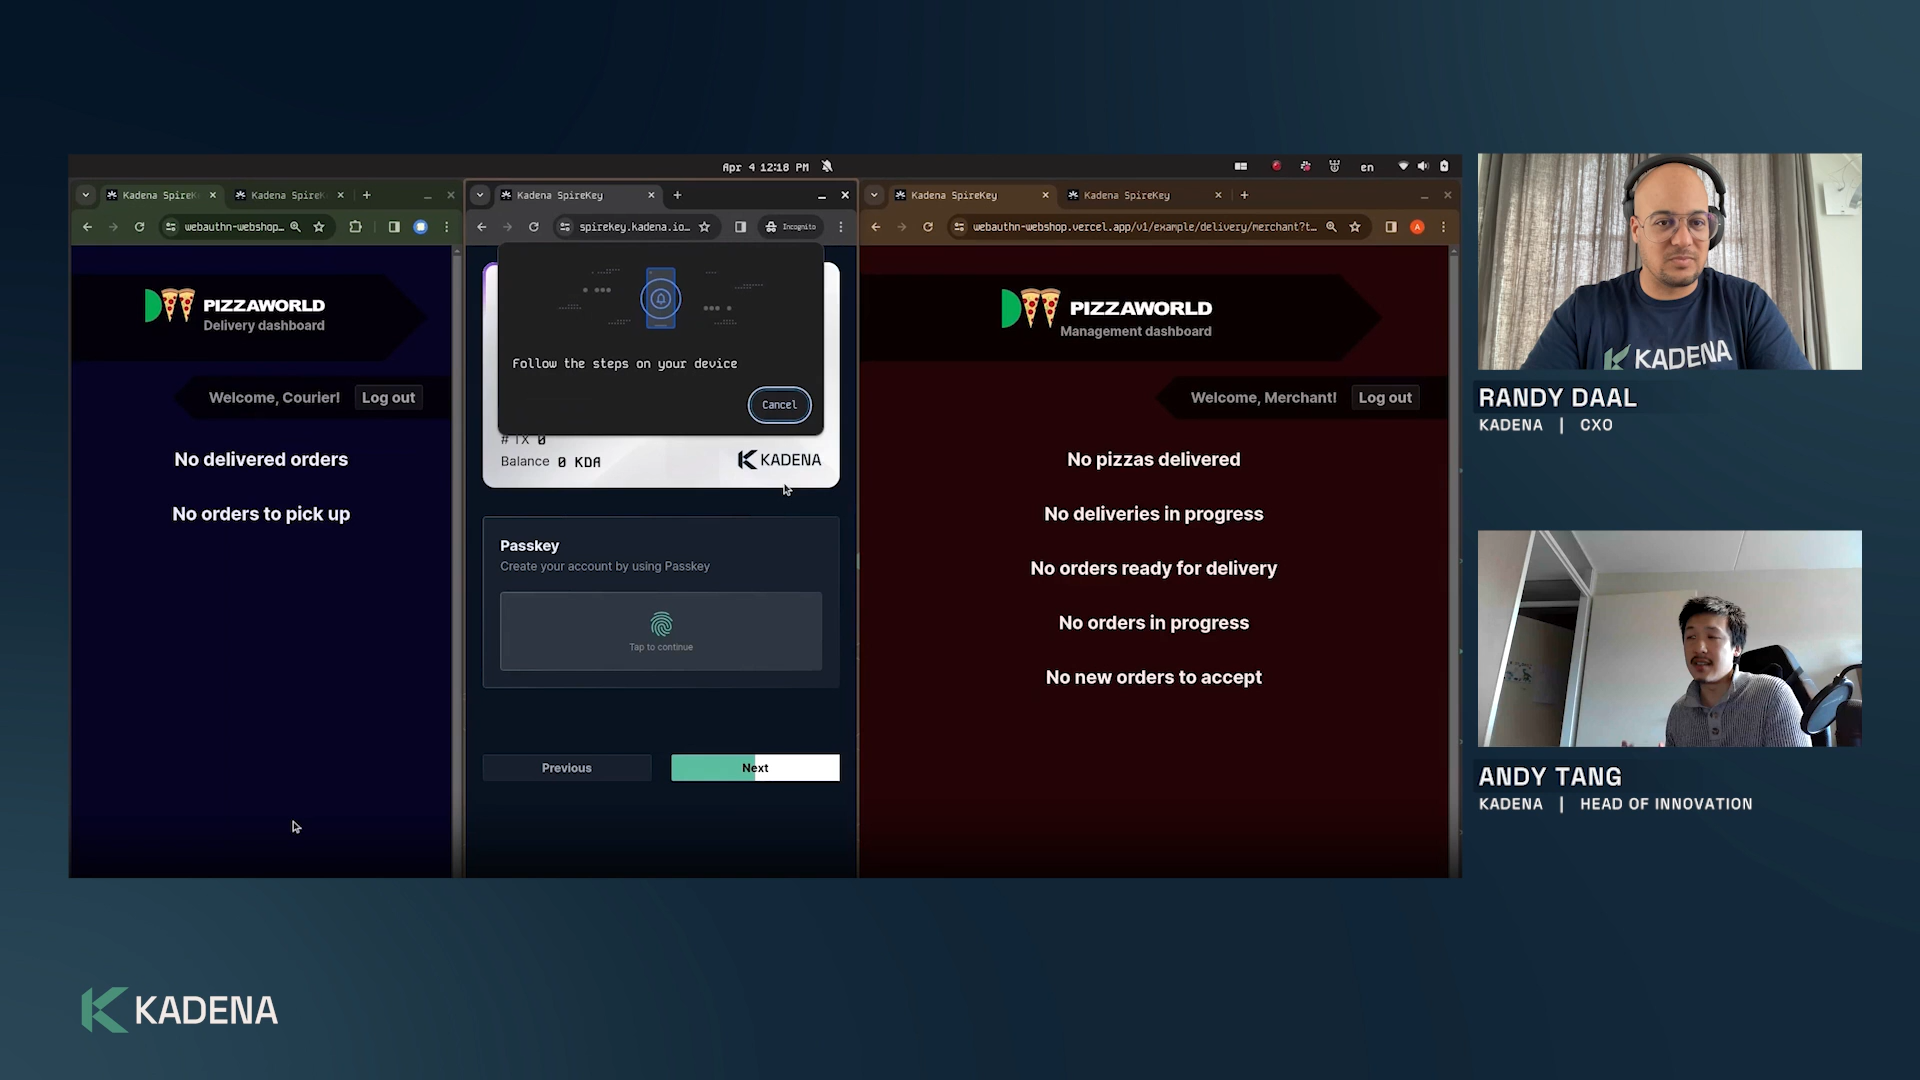 Apr 4 12:18 PM
en
Kadena SpireK
Kadena SpireK
Kadena SpireKey
Kadena SpireKey
Kadena SpireKey
webauthn-webshop…
spirekey.kadena.io…
Incognito
webauthn-webshop.vercel.app/v1/example/delivery/merchant?t…
A
PIZZAWORLD
Delivery dashboard
Welcome, Courier!
Log out
No delivered orders
No orders to pick up
Follow the steps on your device
Cancel
# TX 0
Balance 0 KDA
KADENA
Passkey
Create your account by using Passkey
Tap to continue
Previous
Next
PIZZAWORLD
Management dashboard
Welcome, Merchant!
Log out
No pizzas delivered
No deliveries in progress
No orders ready for delivery
No orders in progress
No new orders to accept
KADENA
RANDY DAAL
KADENA | CXO
ANDY TANG
KADENA | HEAD OF INNOVATION
KADENA